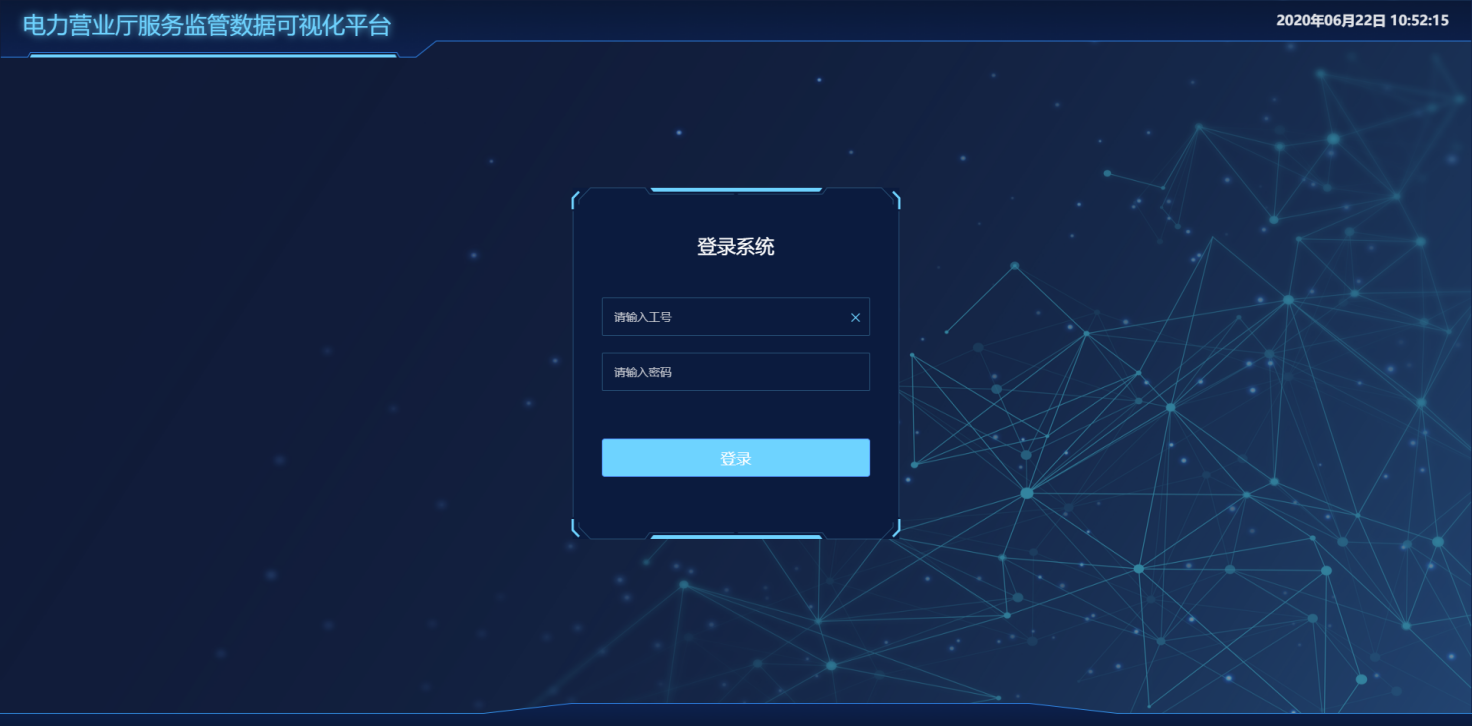 电力营业厅服务监管数据可视化平台
2020年06月22日 10:52:15
登录系统
请输入工号
请输入密码
登录